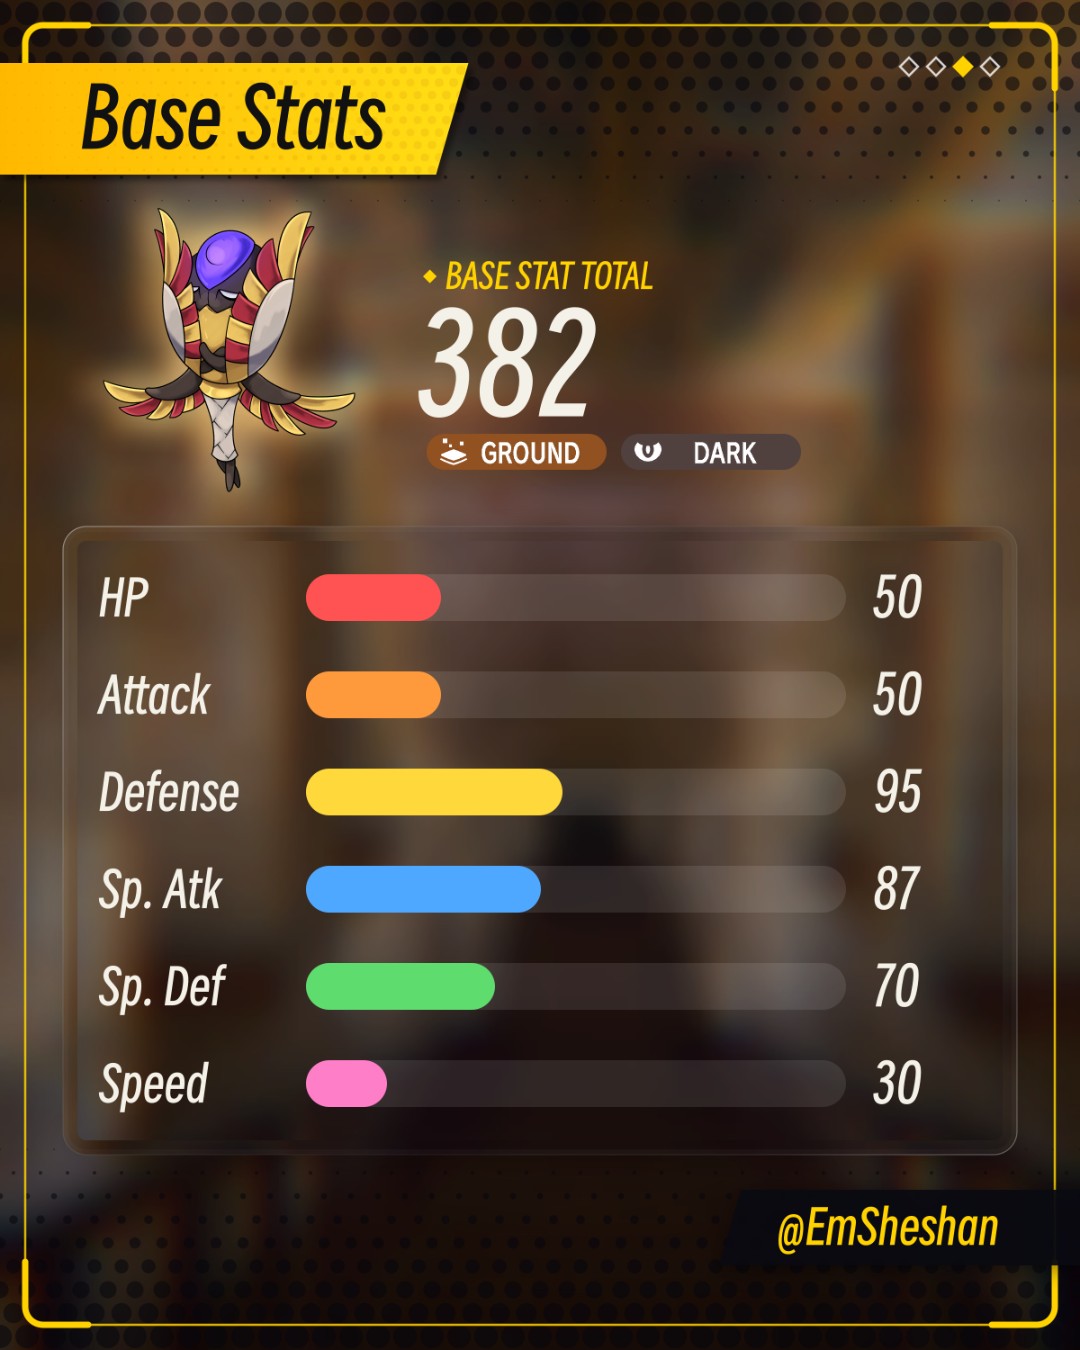 Base Stats
BASE STAT TOTAL
382
GROUND DARK
HP 50
Attack 50
Defense 95
Sp. Atk 87
Sp. Def 70
Speed 30
@EmSheshan